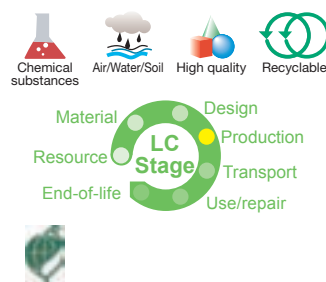 Chemical substances
Air/Water/Soil
High quality
Recyclable
Design
Material
Production
LC Stage
Resource
Transport
End-of-life
Use/repair